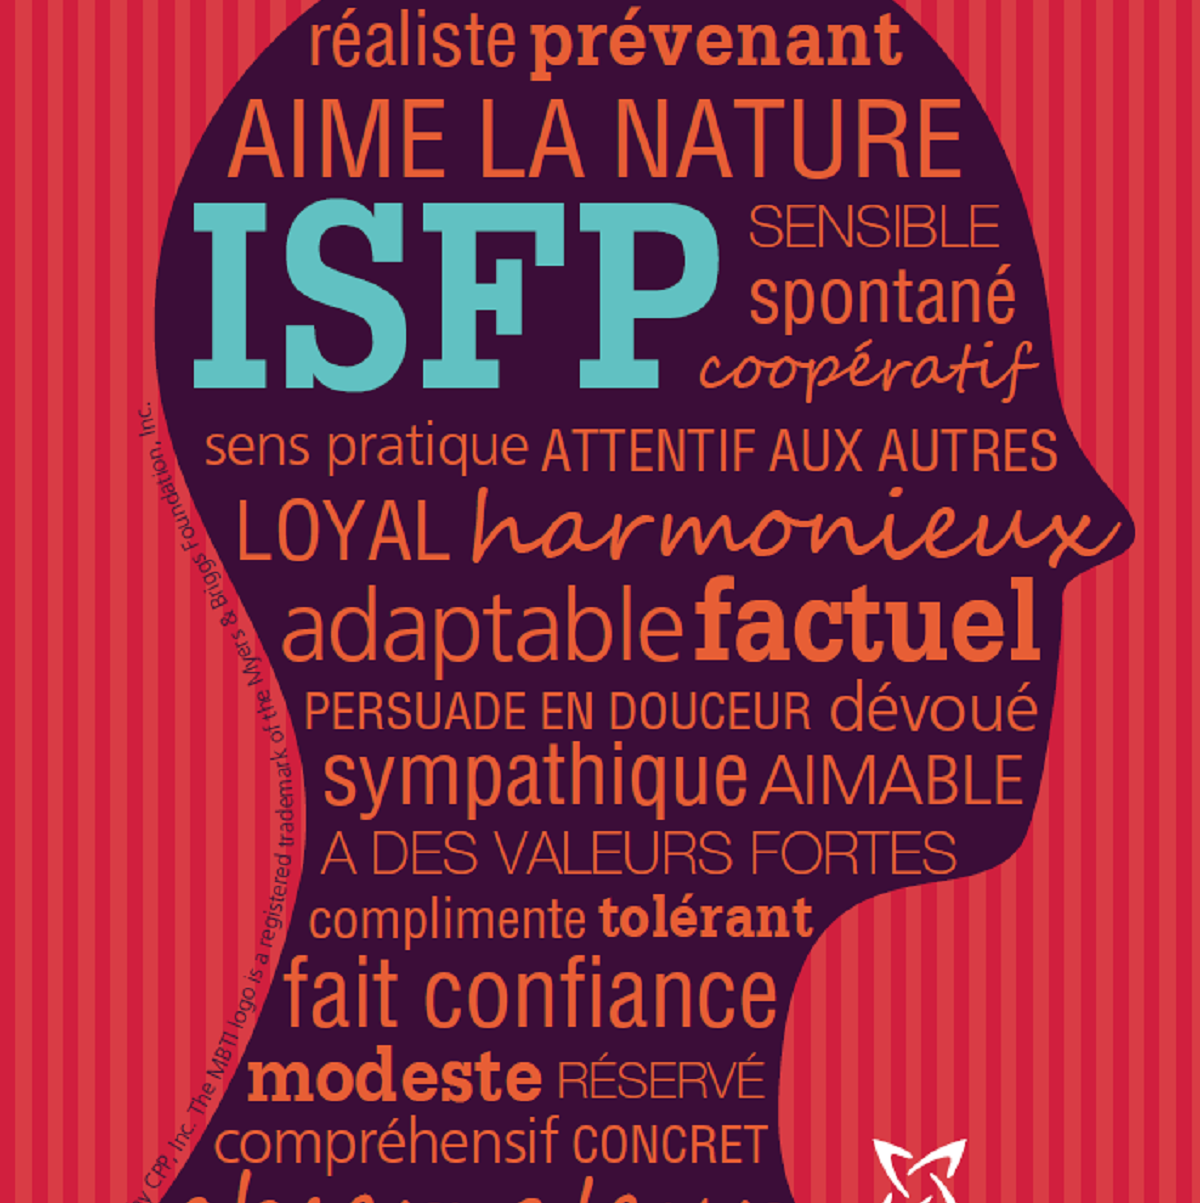 réaliste prévenant
AIME LA NATURE
ISFP
SENSIBLE
spontané
coopératif
sens pratique ATTENTIF AUX AUTRES
LOYAL harmonieux
adaptable factuel
PERSUADE EN DOUCEUR dévoué
sympathique AIMABLE
A DES VALEURS FORTES
complimente tolérant
fait confiance
modeste RÉSERVÉ
compréhensif CONCRET
CPP, Inc. The MBTI logo is a registered trademark of the Myers & Briggs Foundation, Inc.